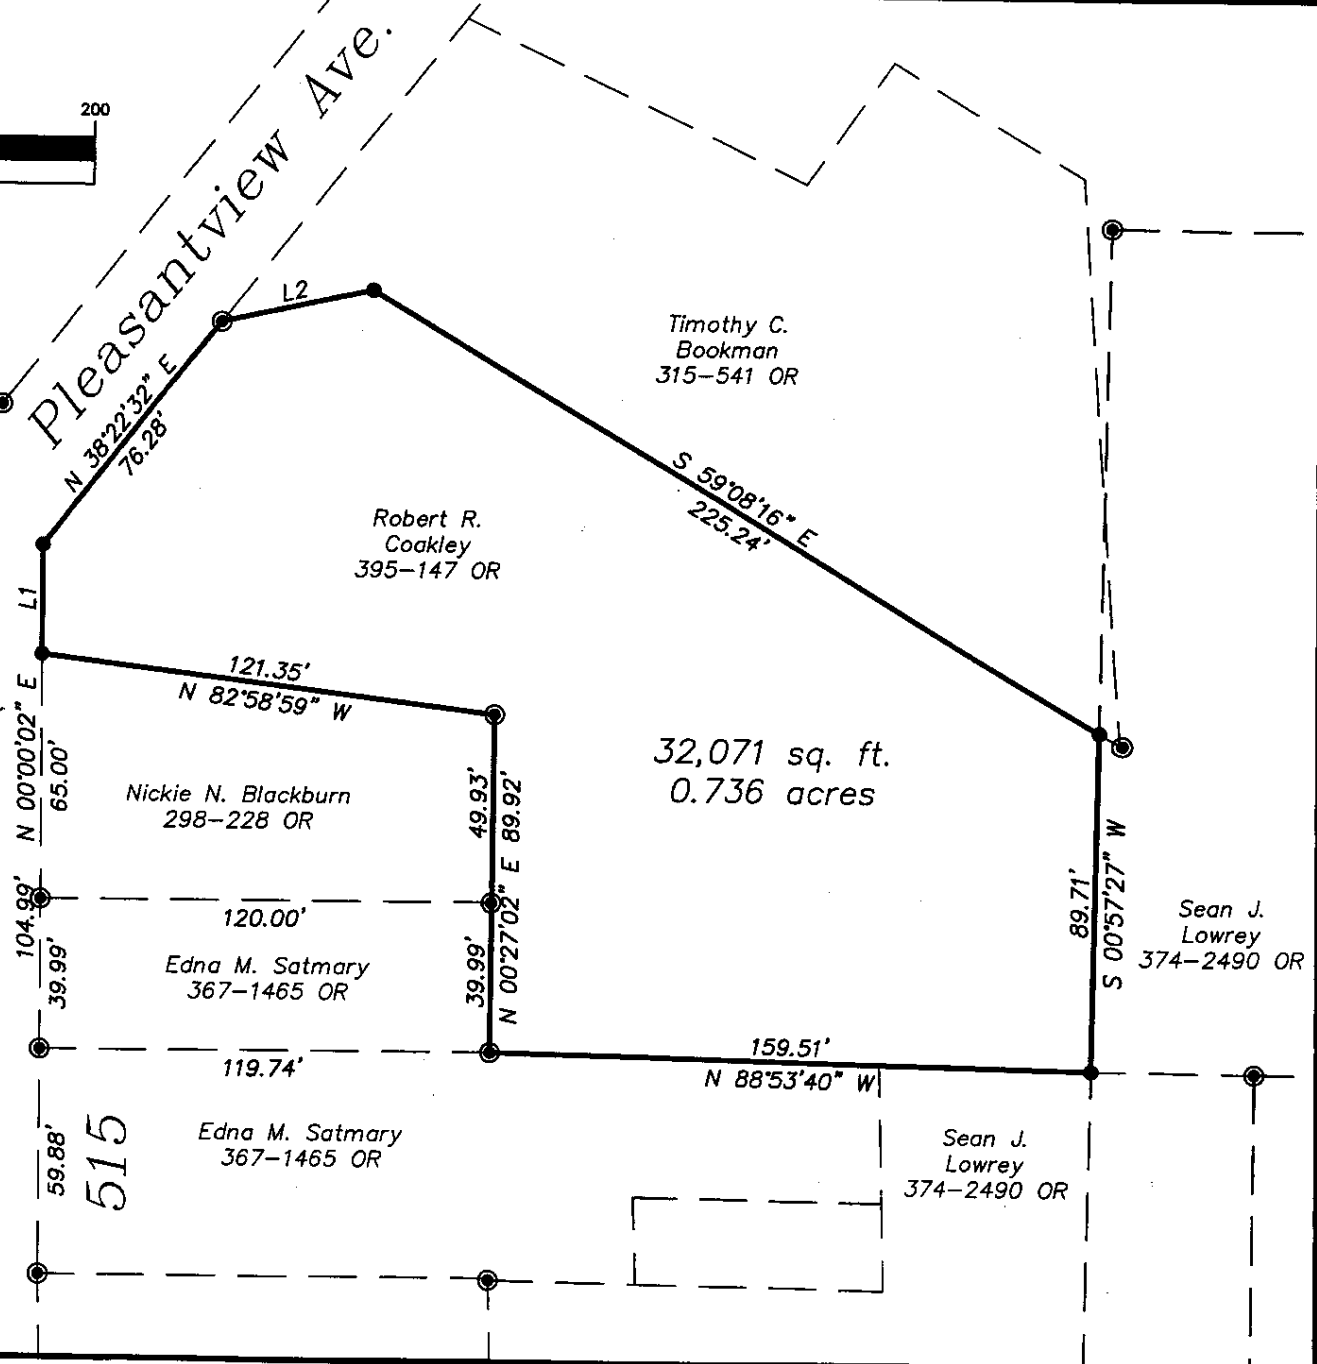 200
Pleasantview Ave.
L2
N 38°22'32" E
76.28'
Timothy C.
Bookman
315-541 OR
S 59°08'16" E
225.24'
Robert R.
Coakley
395-147 OR
L1
121.35'
N 82°58'59" W
N 00°00'02" E
65.00'
104.99'
32,071 sq. ft.
0.736 acres
Nickie N. Blackburn
298-228 OR
49.93'
N 00°27'02" E 89.92'
120.00'
39.99'
Edna M. Satmary
367-1465 OR
39.99'
89.71'
S 00°57'27" W
Sean J.
Lowrey
374-2490 OR
119.74'
159.51'
N 88°53'40" W
59.88'
515
Edna M. Satmary
367-1465 OR
Sean J.
Lowrey
374-2490 OR